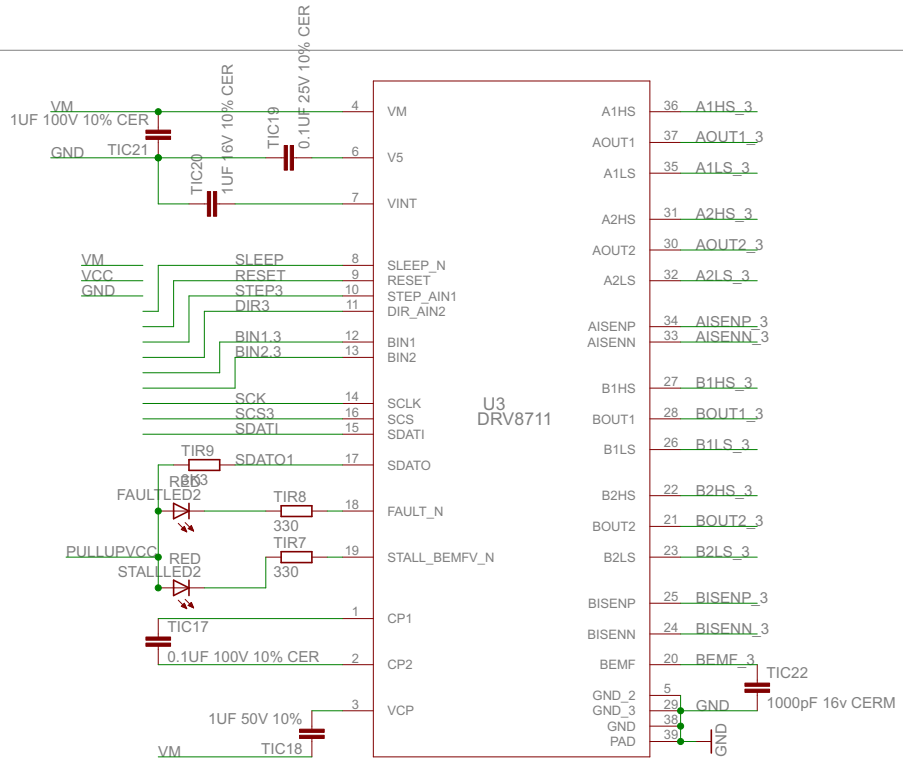 VM
1UF 100V 10% CER
GND
TIC21
TIC20
1UF 16V 10% CER
TIC19
0.1UF 25V 10% CER
4 VM
6 V5
7 VINT
VM
VCC
GND
SLEEP 8 SLEEP_N
RESET 9 RESET
STEP3 10 STEP_AIN1
DIR3 11 DIR_AIN2
BIN1.3 12 BIN1
BIN2.3 13 BIN2
SCK 14 SCLK
SCS3 16 SCS
SDATI 15 SDATI
TIR9
3K3
SDATO1 17 SDATO
RED
FAULTLED2
TIR8
330
18 FAULT_N
PULLUPVCC
RED
STALLLED2
TIR7
330
19 STALL_BEMFV_N
1 CP1
TIC17
0.1UF 100V 10% CER
2 CP2
3 VCP
1UF 50V 10%
TIC18
VM
U3
DRV8711
A1HS 36 A1HS_3
AOUT1 37 AOUT1_3
A1LS 35 A1LS_3
A2HS 31 A2HS_3
AOUT2 30 AOUT2_3
A2LS 32 A2LS_3
AISENP 34 AISENP_3
AISENN 33 AISENN_3
B1HS 27 B1HS_3
BOUT1 28 BOUT1_3
B1LS 26 B1LS_3
B2HS 22 B2HS_3
BOUT2 21 BOUT2_3
B2LS 23 B2LS_3
BISENP 25 BISENP_3
BISENN 24 BISENN_3
BEMF 20 BEMF_3
TIC22
1000pF 16v CERM
GND_2 5
GND_3 29 GND
GND 38
PAD 39
GND